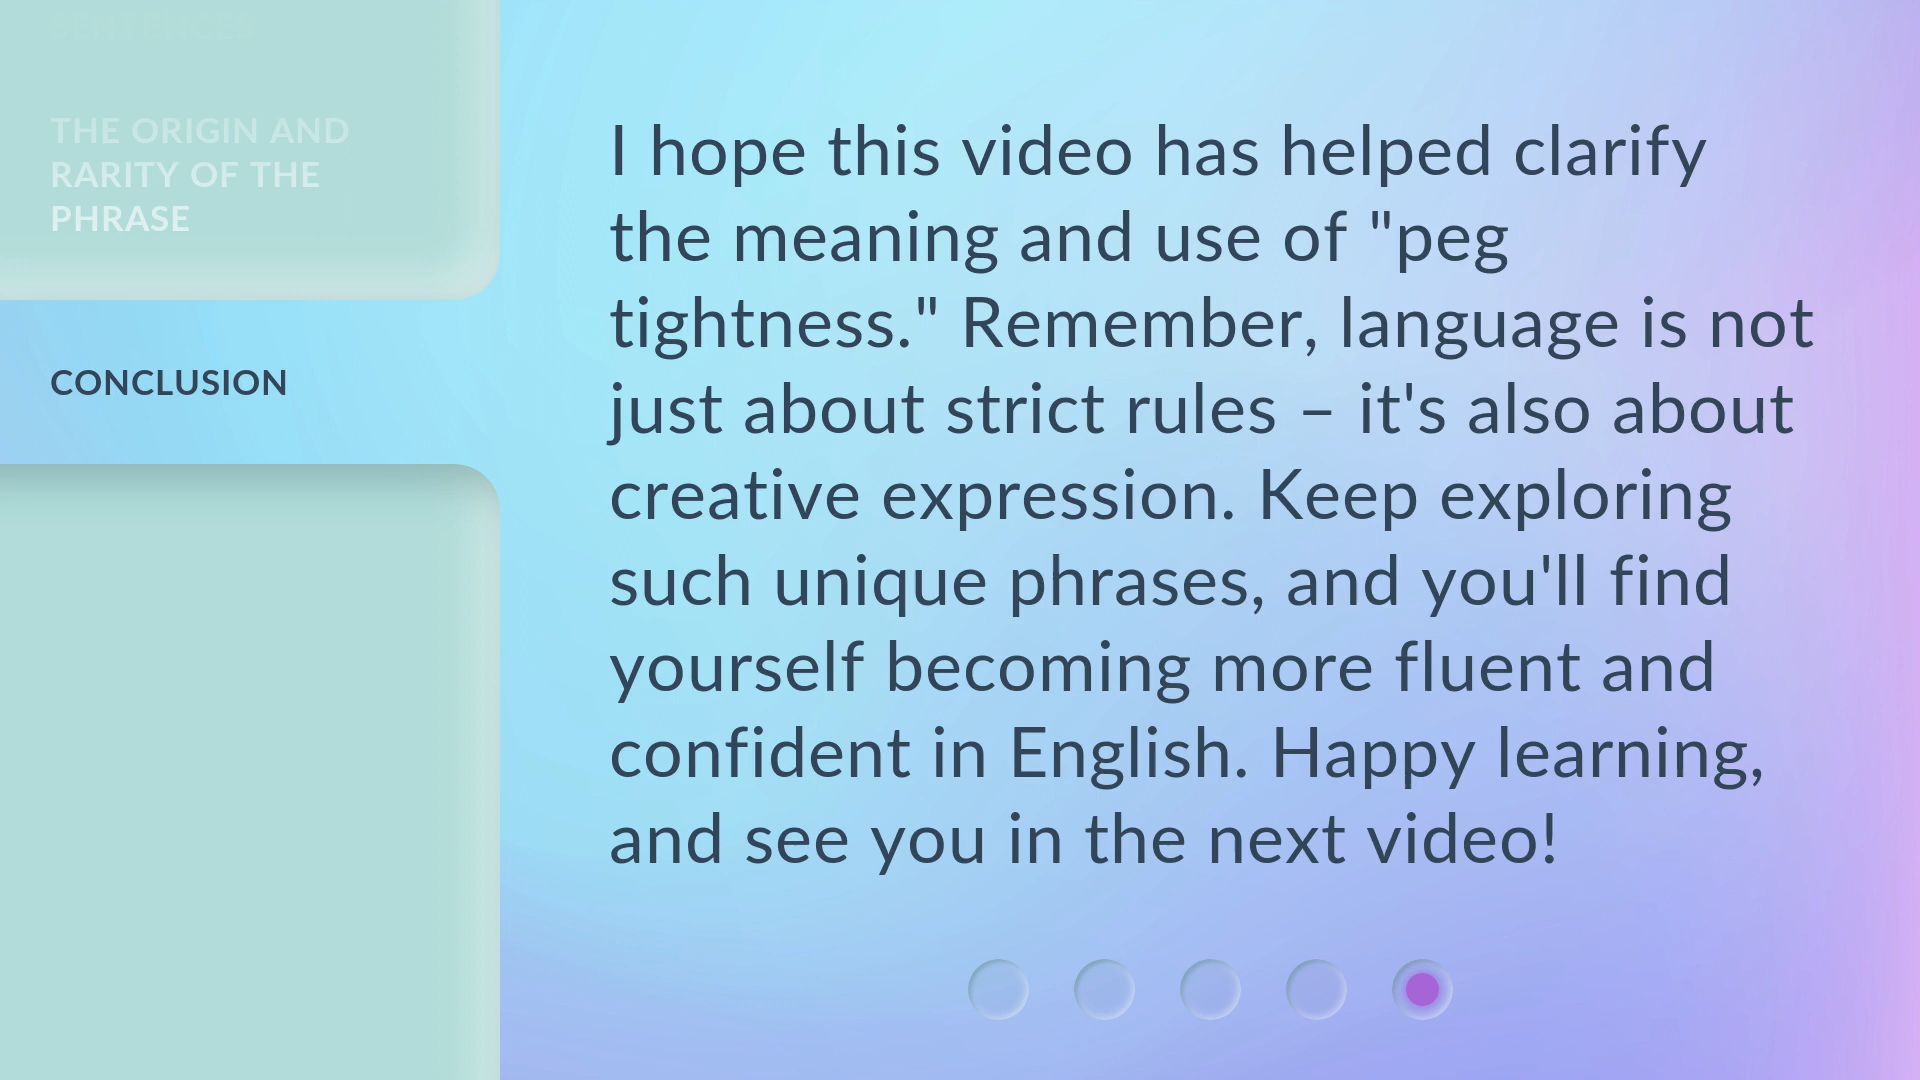 THE ORIGIN AND
RARITY OF THE
PHRASE
CONCLUSION
I hope this video has helped clarify
the meaning and use of "peg
tightness." Remember, language is not
just about strict rules – it's also about
creative expression. Keep exploring
such unique phrases, and you'll find
yourself becoming more fluent and
confident in English. Happy learning,
and see you in the next video!